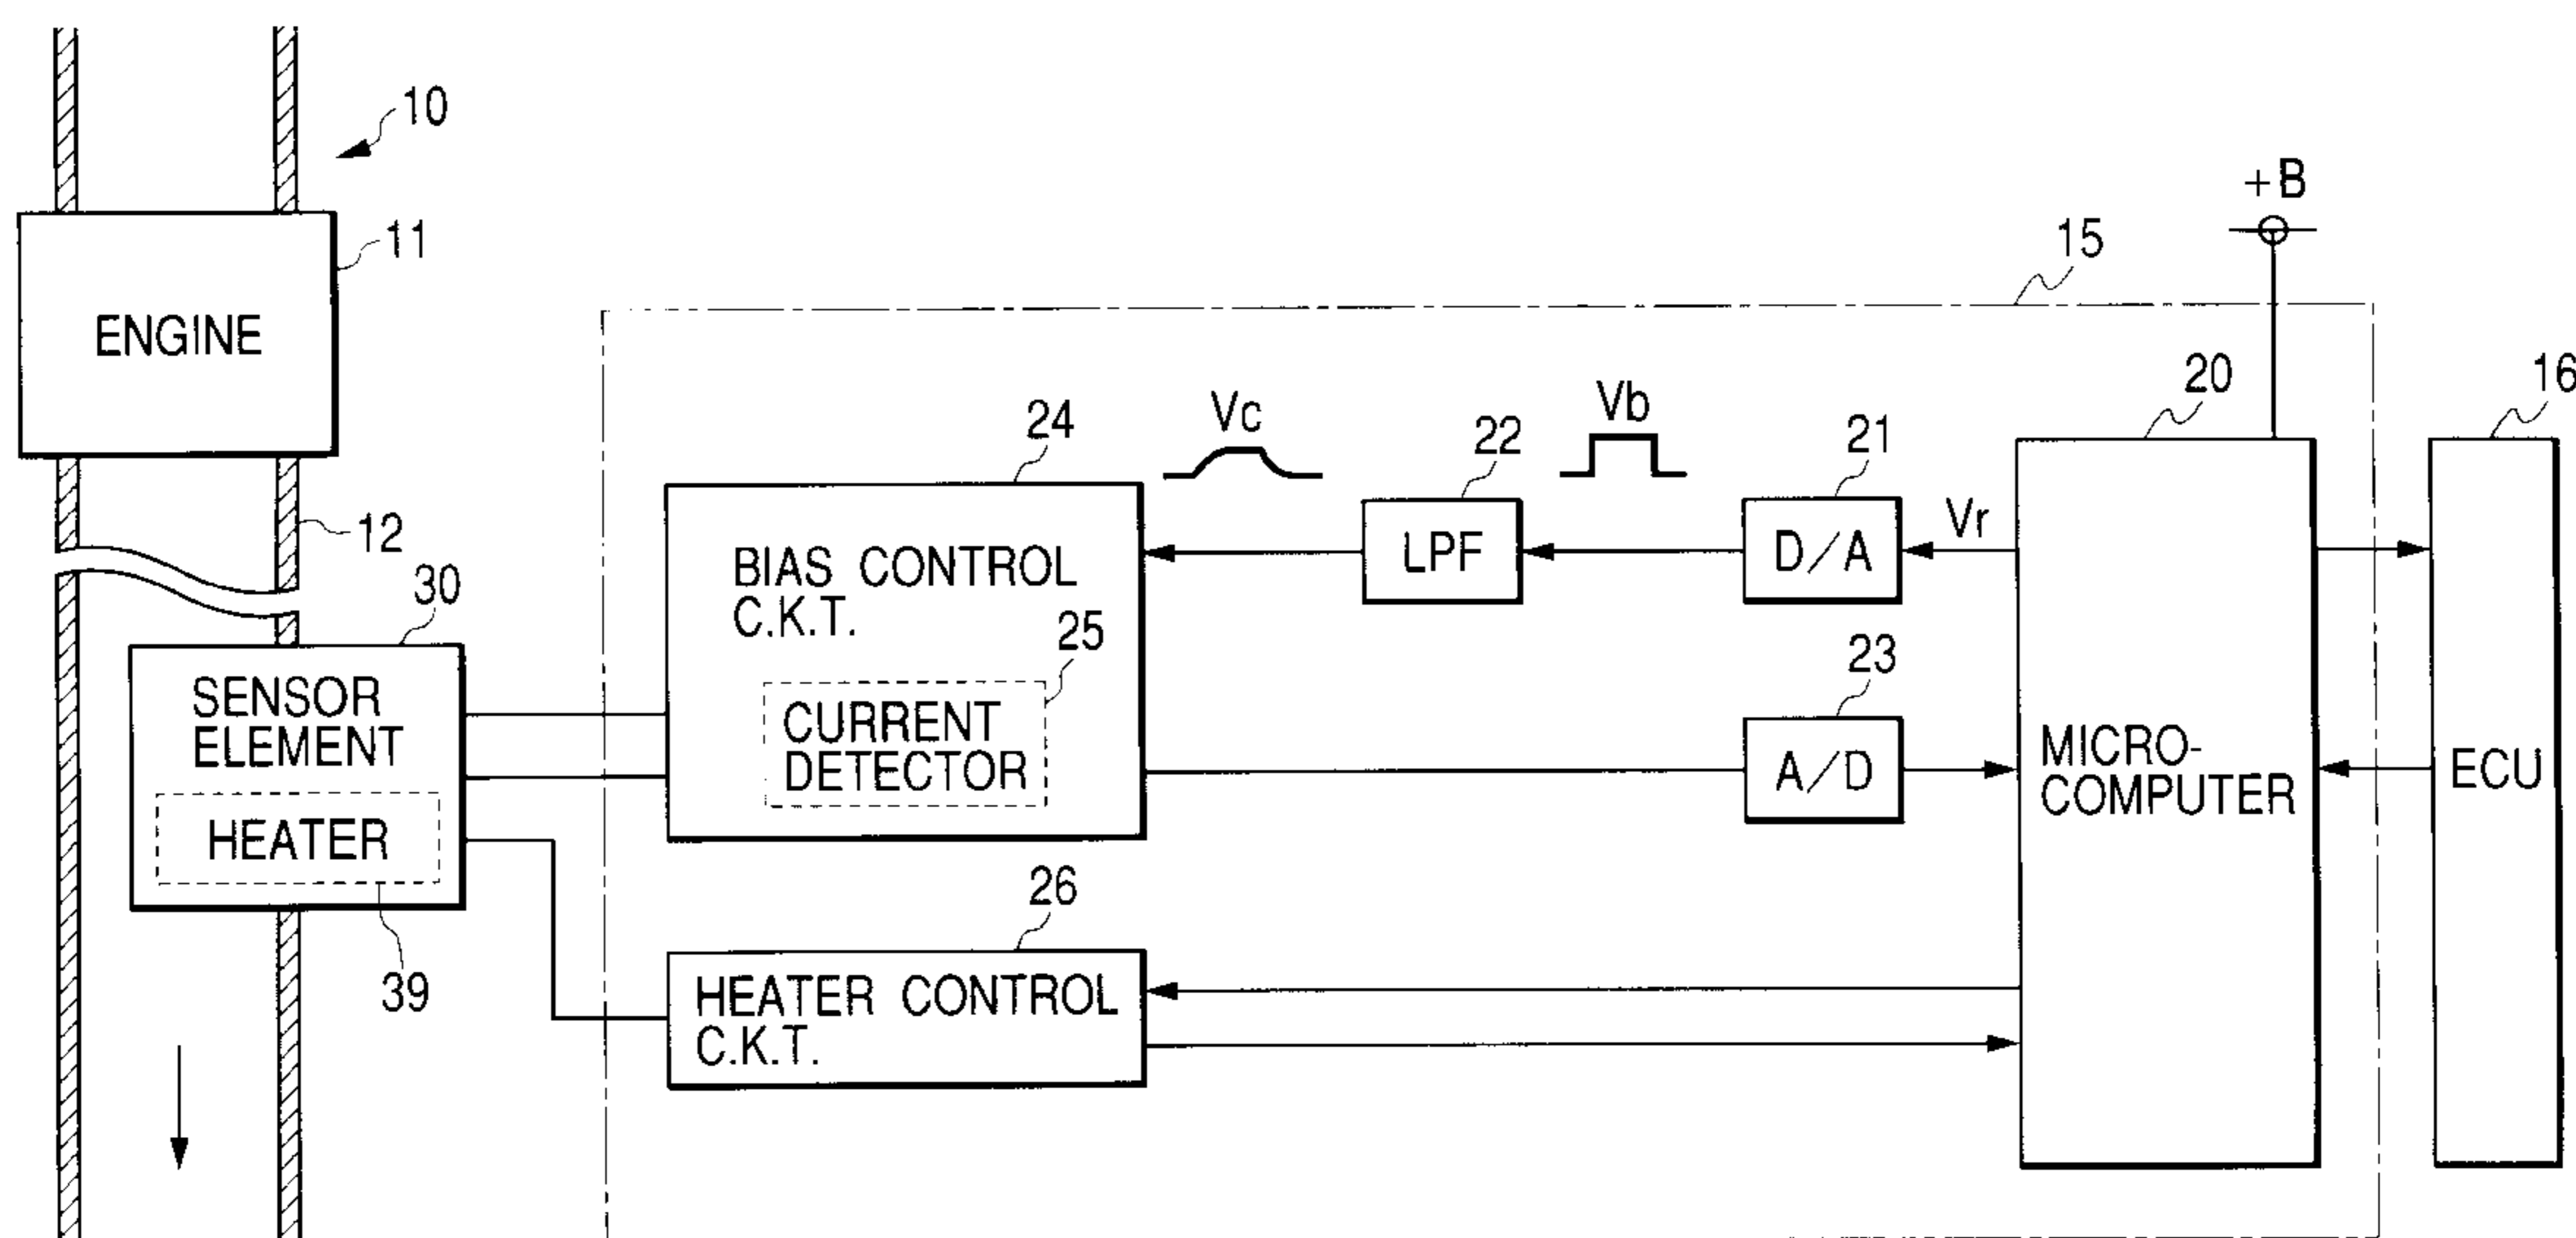 10
+B
11
15
ENGINE
20
16
24
Vc
Vb
22
21
12
BIAS CONTROL
C.K.T.
LPF
D/A
Vr
30
25
23
SENSOR
ELEMENT
CURRENT
DETECTOR
A/D
MICRO-
COMPUTER
ECU
HEATER
26
39
HEATER CONTROL
C.K.T.